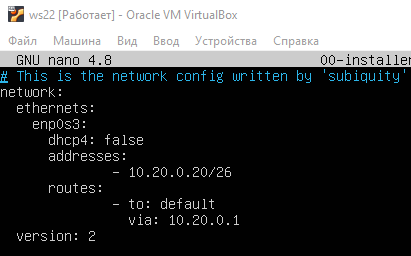 ws22 [Работает] - Oracle VM VirtualBox
Файл Машина Вид Ввод Устройства Справка
GNU nano 4.8 00-installer
# This is the network config written by 'subiquity'
network:
  ethernets:
    enp0s3:
      dhcp4: false
      addresses:
              - 10.20.0.20/26
      routes:
              - to: default
                via: 10.20.0.1
  version: 2